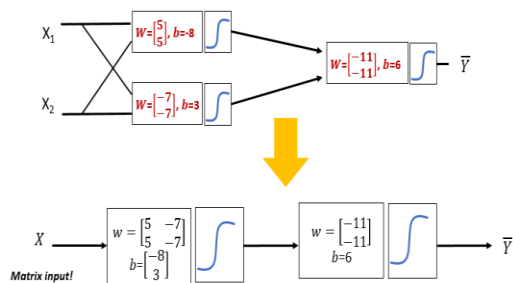 X₁
W=[5 5], b=-8
X₂
W=[-7 -7], b=3
W=[-11 -11], b=6
Y̅
X
w = [5 -7
5 -7]
b=[-8
3]
w = [-11
-11]
b=6
Y̅
Matrix input!